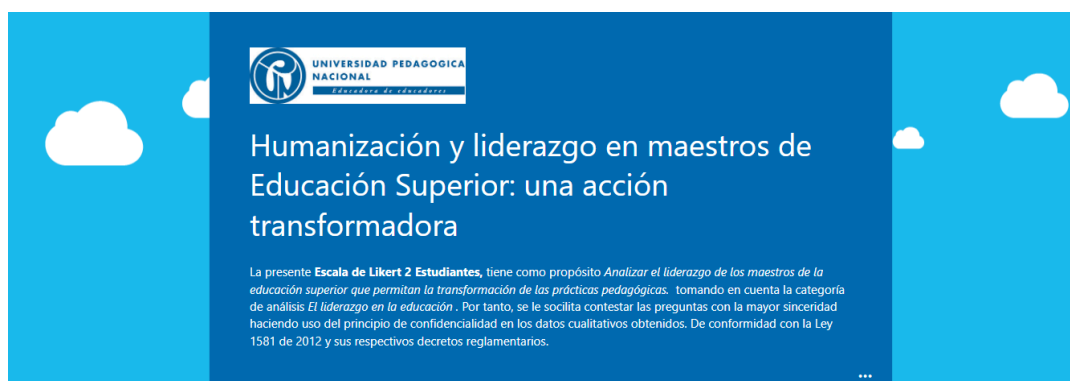 UNIVERSIDAD PEDAGOGICA
NACIONAL
Educadora de educadores
Humanización y liderazgo en maestros de
Educación Superior: una acción
transformadora
La presente Escala de Likert 2 Estudiantes, tiene como propósito Analizar el liderazgo de los maestros de la
educación superior que permitan la transformación de las prácticas pedagógicas. tomando en cuenta la categoría
de análisis El liderazgo en la educación . Por tanto, se le socilita contestar las preguntas con la mayor sinceridad
haciendo uso del principio de confidencialidad en los datos cualitativos obtenidos. De conformidad con la Ley
1581 de 2012 y sus respectivos decretos reglamentarios.